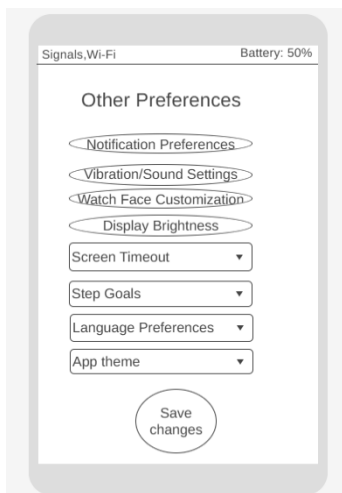 Signals,Wi-Fi Battery: 50%
Other Preferences
Notification Preferences
Vibration/Sound Settings
Watch Face Customization
Display Brightness
Screen Timeout
Step Goals
Language Preferences
App theme
Save
changes